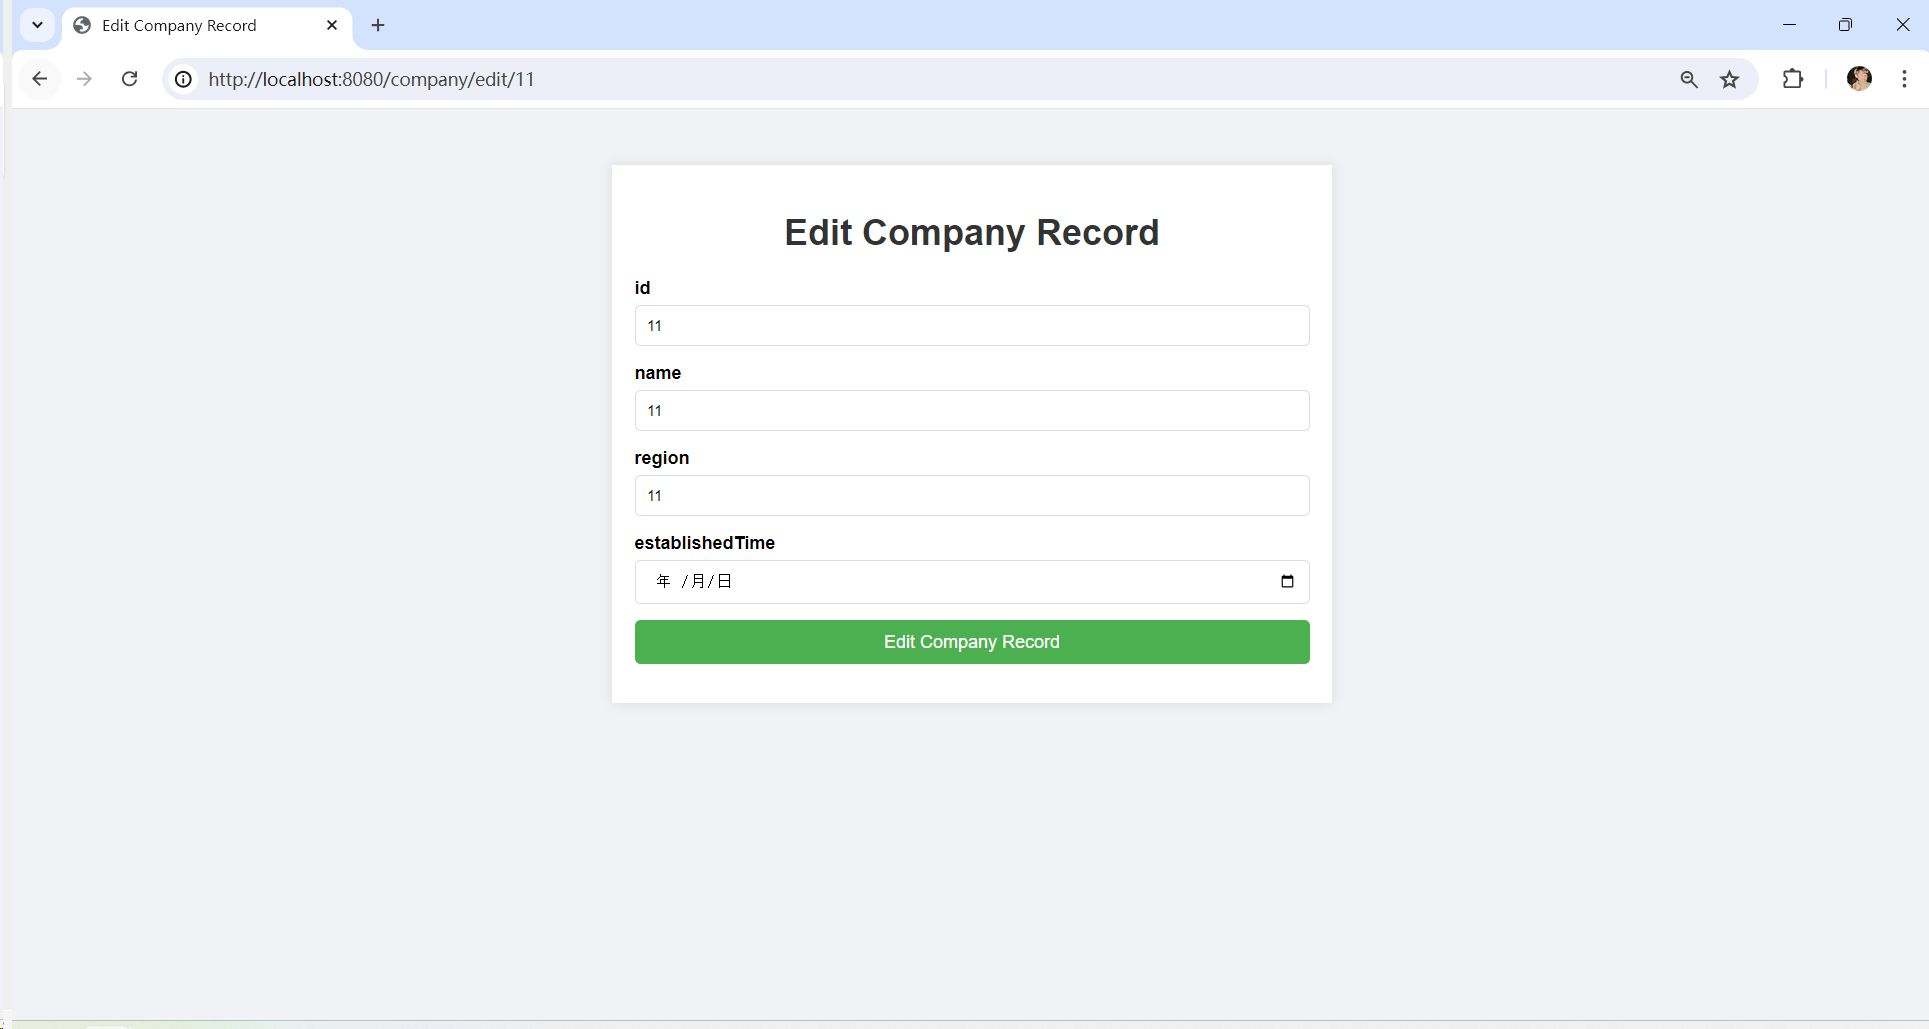 Edit Company Record
http://localhost:8080/company/edit/11
Edit Company Record
id
11
name
11
region
11
establishedTime
年 /月/日
Edit Company Record